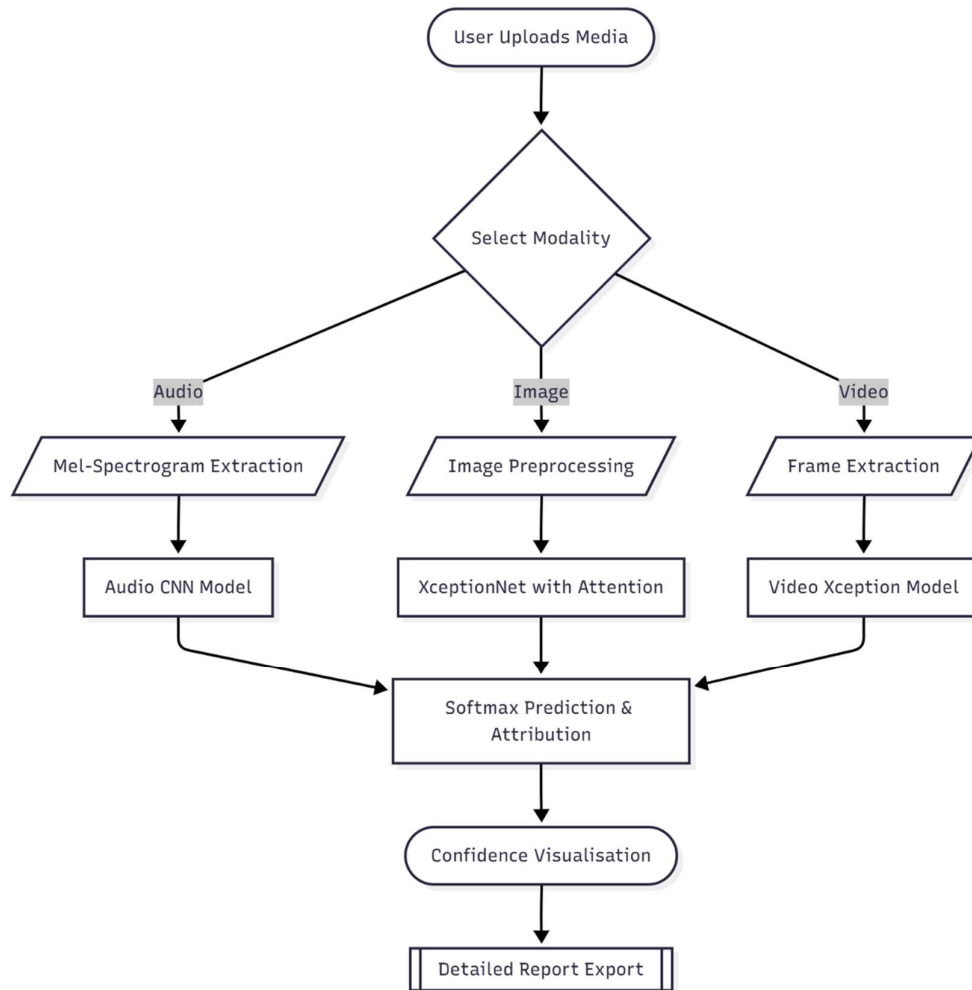 User Uploads Media
Select Modality
Audio
Image
Video
Mel-Spectrogram Extraction
Image Preprocessing
Frame Extraction
Audio CNN Model
XceptionNet with Attention
Video Xception Model
Softmax Prediction &
Attribution
Confidence Visualisation
Detailed Report Export